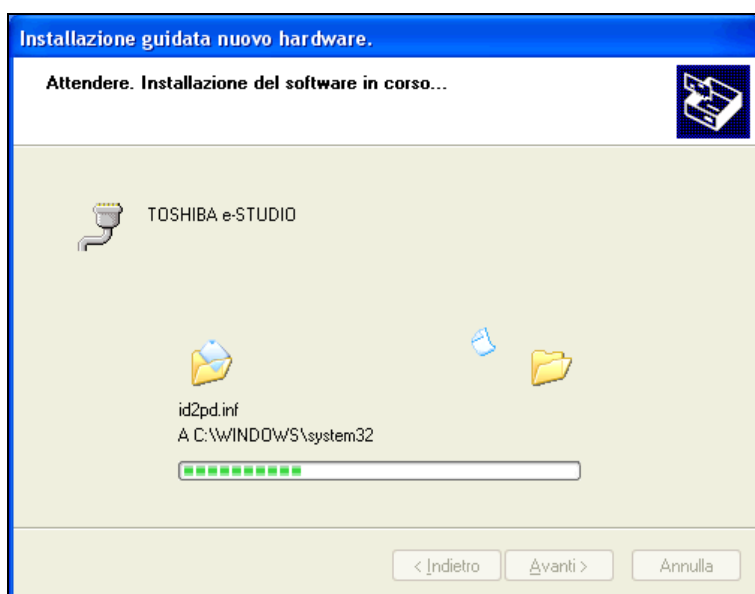 Installazione guidata nuovo hardware.
Attendere. Installazione del software in corso...
TOSHIBA e-STUDIO
id2pd.inf
A C:\WINDOWS\system32
< Indietro
Avanti >
Annulla